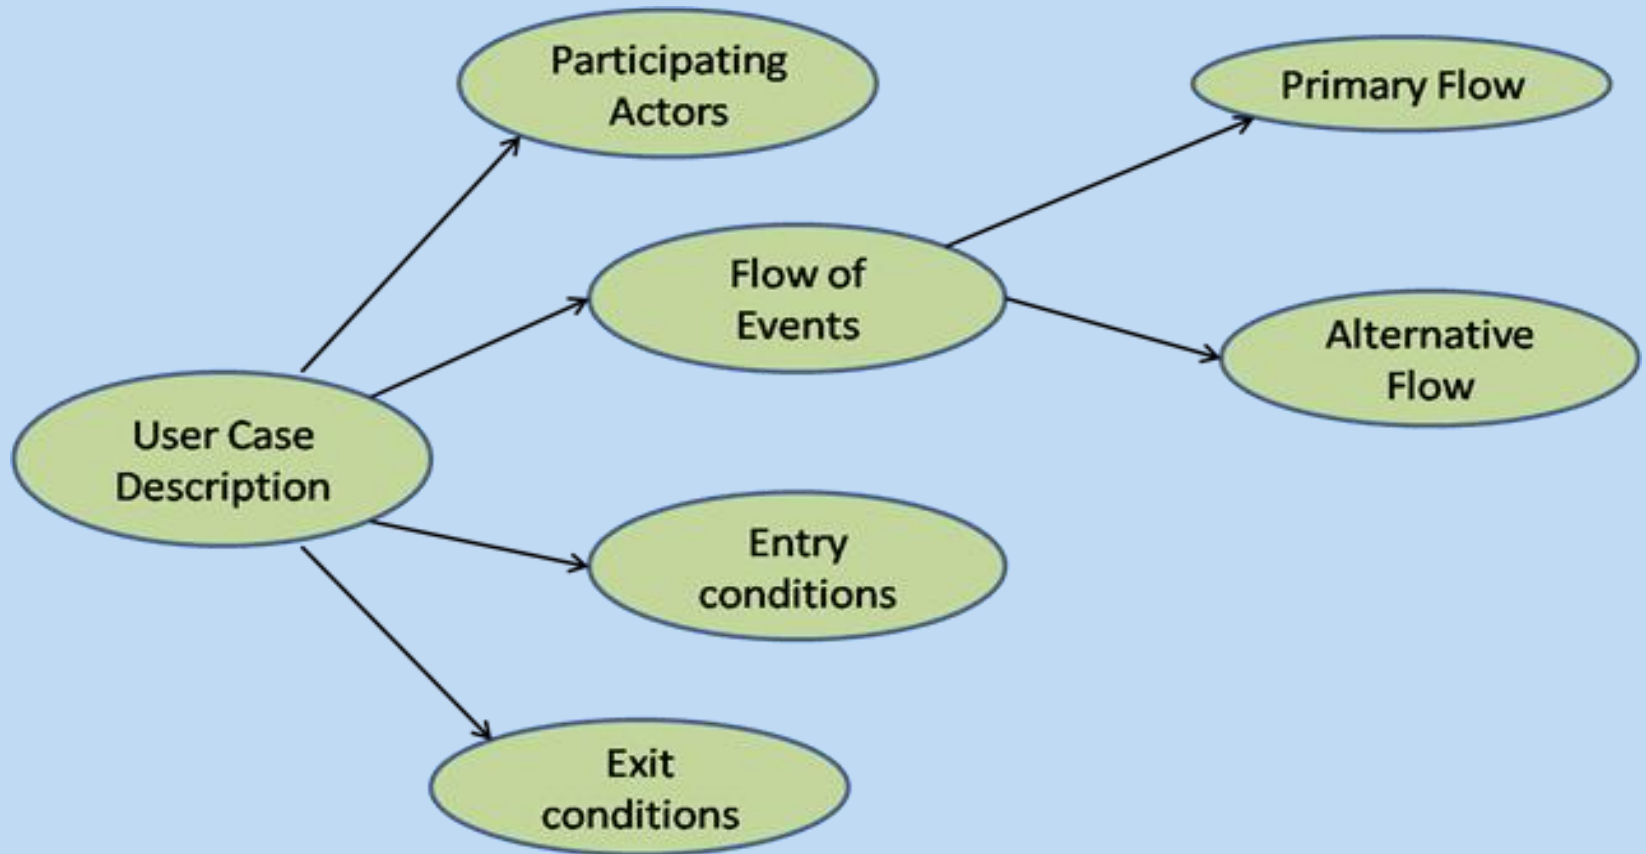 Participating
Actors
Primary Flow
Flow of
Events
Alternative
Flow
User Case
Description
Entry
conditions
Exit
conditions